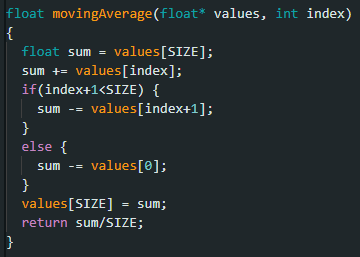 float movingAverage(float* values, int index)
{
  float sum = values[SIZE];
  sum += values[index];
  if(index+1<SIZE) {
    sum -= values[index+1];
  }
  else {
    sum -= values[0];
  }
  values[SIZE] = sum;
  return sum/SIZE;
}